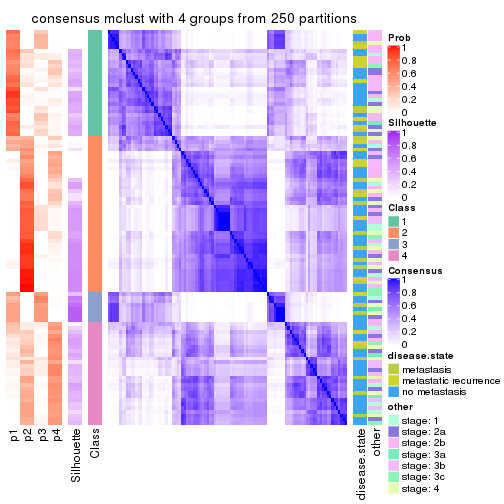 consensus mclust with 4 groups from 250 partitions
Prob
1
0.8
0.6
0.4
0.2
0
Silhouette
1
0.8
0.6
0.4
0.2
0
Class
1
2
3
4
Consensus
1
0.8
0.6
0.4
0.2
0
disease.state
metastasis
metastatic recurrence
no metastasis
other
stage: 1
stage: 2a
stage: 2b
stage: 3a
stage: 3b
stage: 3c
stage: 4
p1
p2
p3
p4
Silhouette
Class
disease.state
other